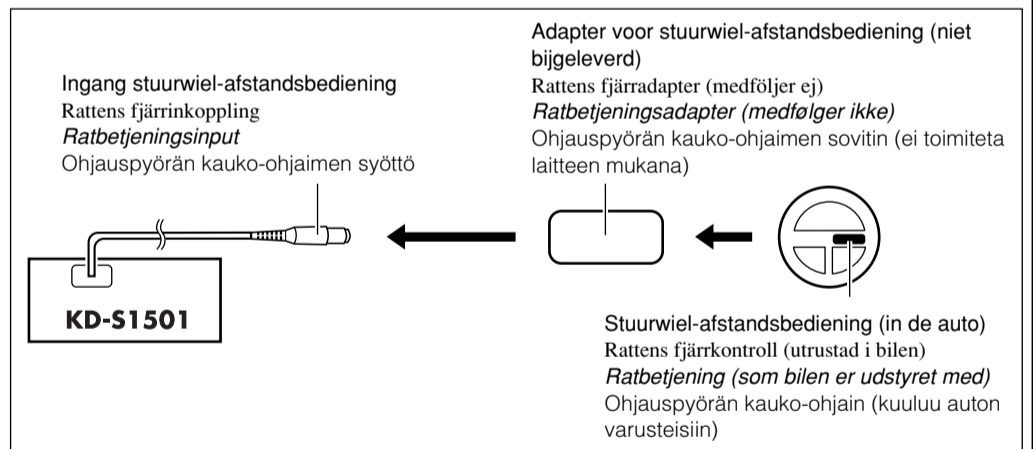 Adapter voor stuurwiel-afstandsbediening (niet
bijgeleverd)
Rattens fjärradapter (medföljer ej)
Ratbetjeningsadapter (medfølger ikke)
Ohjauspyörän kauko-ohjaimen sovitin (ei toimiteta
laitteen mukana)
Ingang stuurwiel-afstandsbediening
Rattens fjärrinkoppling
Ratbetjeningsinput
Ohjauspyörän kauko-ohjaimen syöttö
KD-S1501
Stuurwiel-afstandsbediening (in de auto)
Rattens fjärrkontroll (utrustad i bilen)
Ratbetjening (som bilen er udstyret med)
Ohjauspyörän kauko-ohjain (kuuluu auton
varusteisiin)